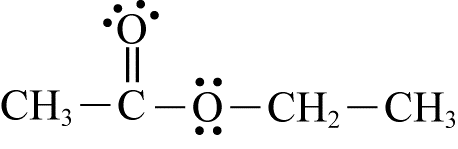 O
CH₃ – C – O – CH₂ – CH₃